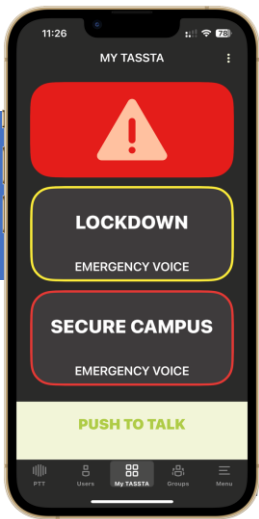 11:26
78
MY TASSTA
LOCKDOWN
EMERGENCY VOICE
SECURE CAMPUS
EMERGENCY VOICE
PUSH TO TALK
PTT
Users
My TASSTA
Groups
Menu